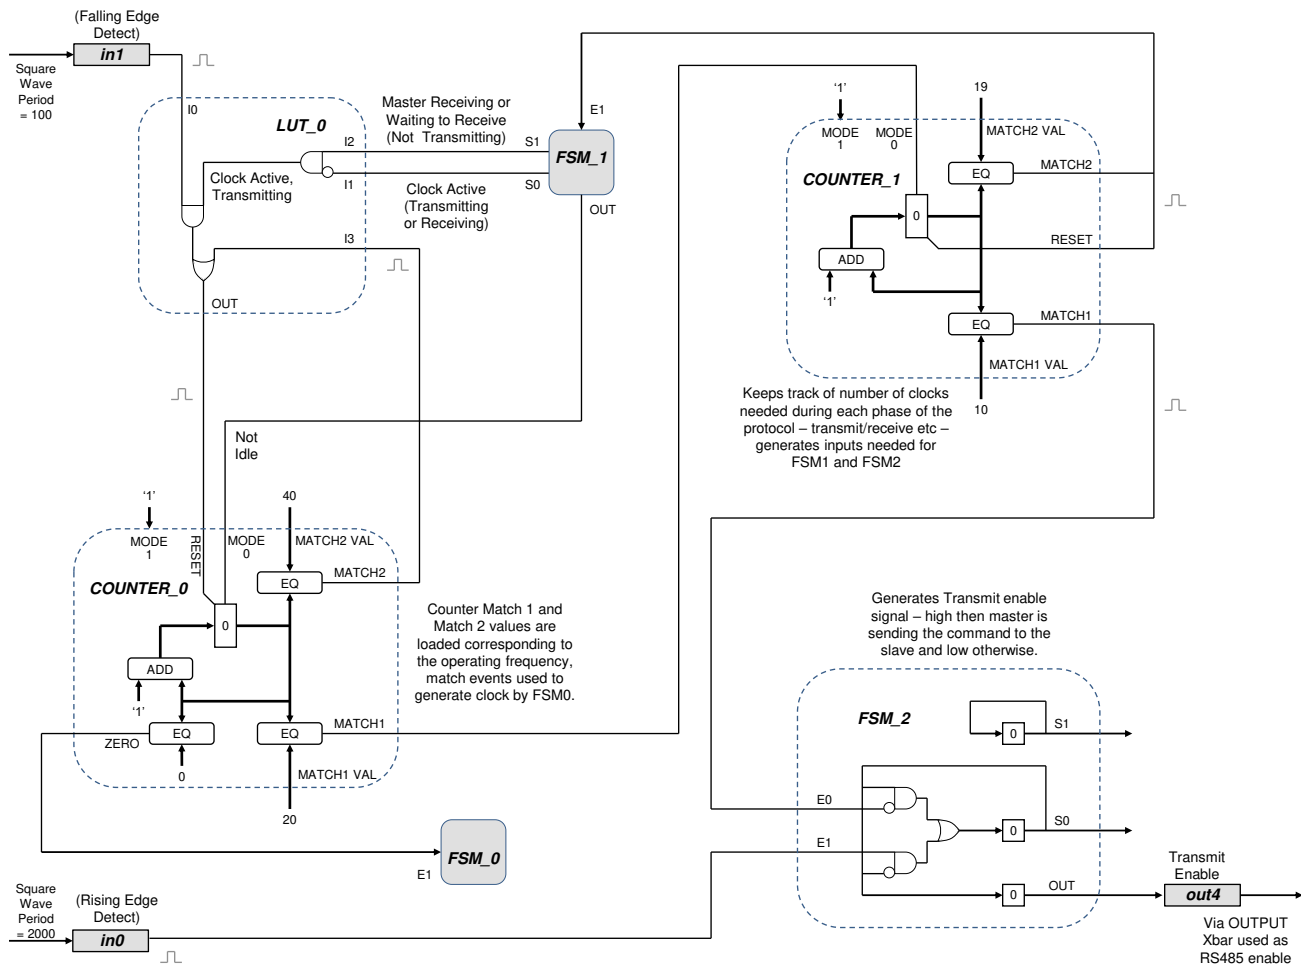 (Falling Edge
Detect)
in1
Square
Wave
Period
= 100
I0
LUT_0
Master Receiving or
Waiting to Receive
(Not Transmitting)
I2
S1
E1
FSM_1
I1
S0
Clock Active,
Transmitting
Clock Active
(Transmitting
or Receiving)
OUT
I3
OUT
Not
Idle
'1'
19
MODE
1
MODE
0
MATCH2 VAL
MATCH2
EQ
COUNTER_1
0
RESET
ADD
'1'
MATCH1
EQ
MATCH1 VAL
10
Keeps track of number of clocks
needed during each phase of the
protocol – transmit/receive etc –
generates inputs needed for
FSM1 and FSM2
'1'
40
MODE
1
RESET
MODE
0
MATCH2 VAL
MATCH2
EQ
COUNTER_0
0
ADD
'1'
MATCH1
EQ
EQ
ZERO
0
MATCH1 VAL
20
Counter Match 1 and
Match 2 values are
loaded corresponding to
the operating frequency,
match events used to
generate clock by FSM0.
FSM_0
E1
Generates Transmit enable
signal – high then master is
sending the command to the
slave and low otherwise.
FSM_2
0
S1
E0
0
S0
E1
0
OUT
Transmit
Enable
out4
Via OUTPUT
Xbar used as
RS485 enable
Square
Wave
Period
= 2000
(Rising Edge
Detect)
in0